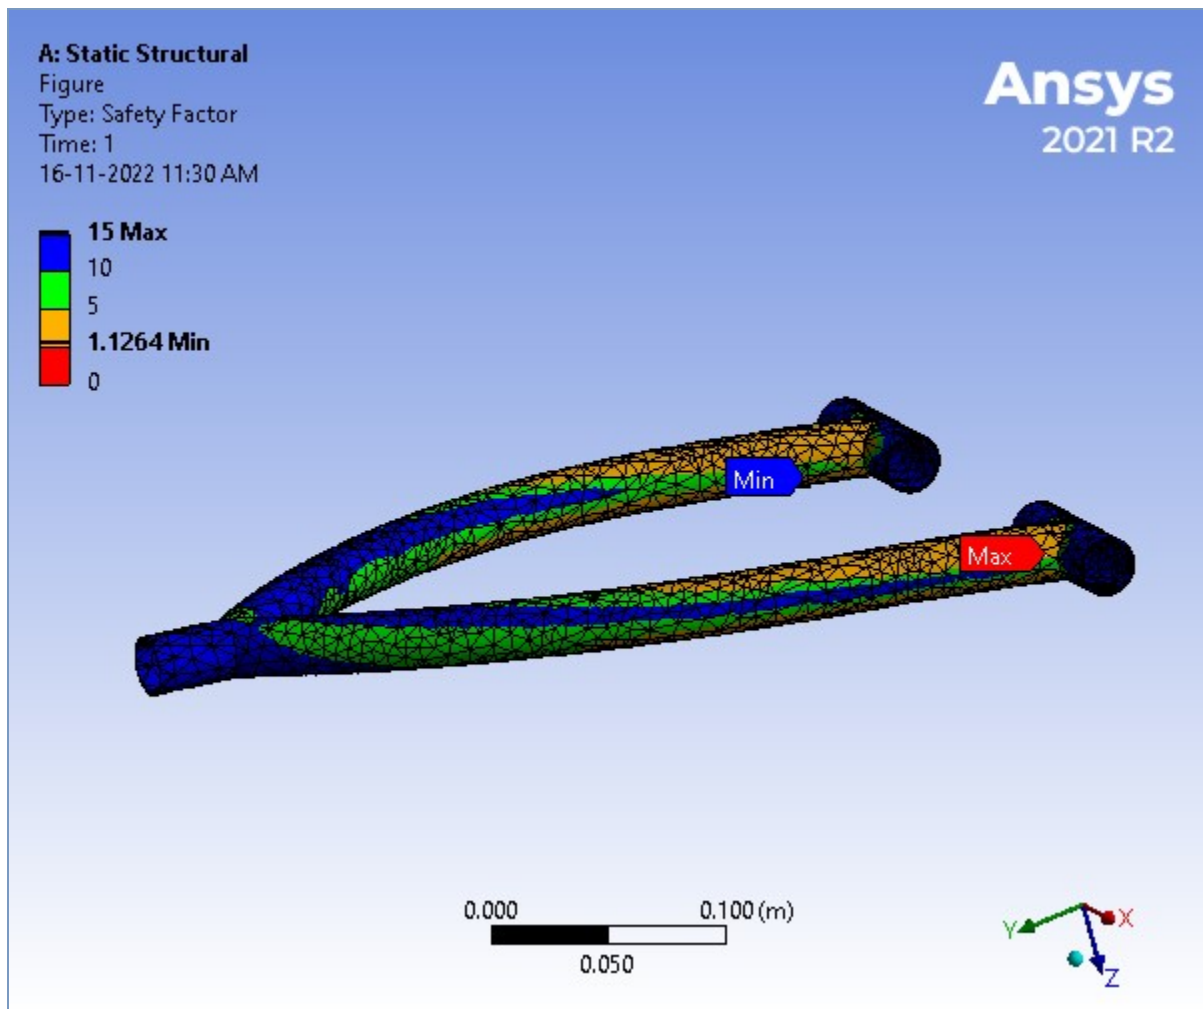 A: Static Structural
Figure
Type: Safety Factor
Time: 1
16-11-2022 11:30 AM
Ansys
2021 R2
15 Max
10
5
1.1264 Min
0
Min
Max
0.000
0.100 (m)
0.050
Y
X
Z